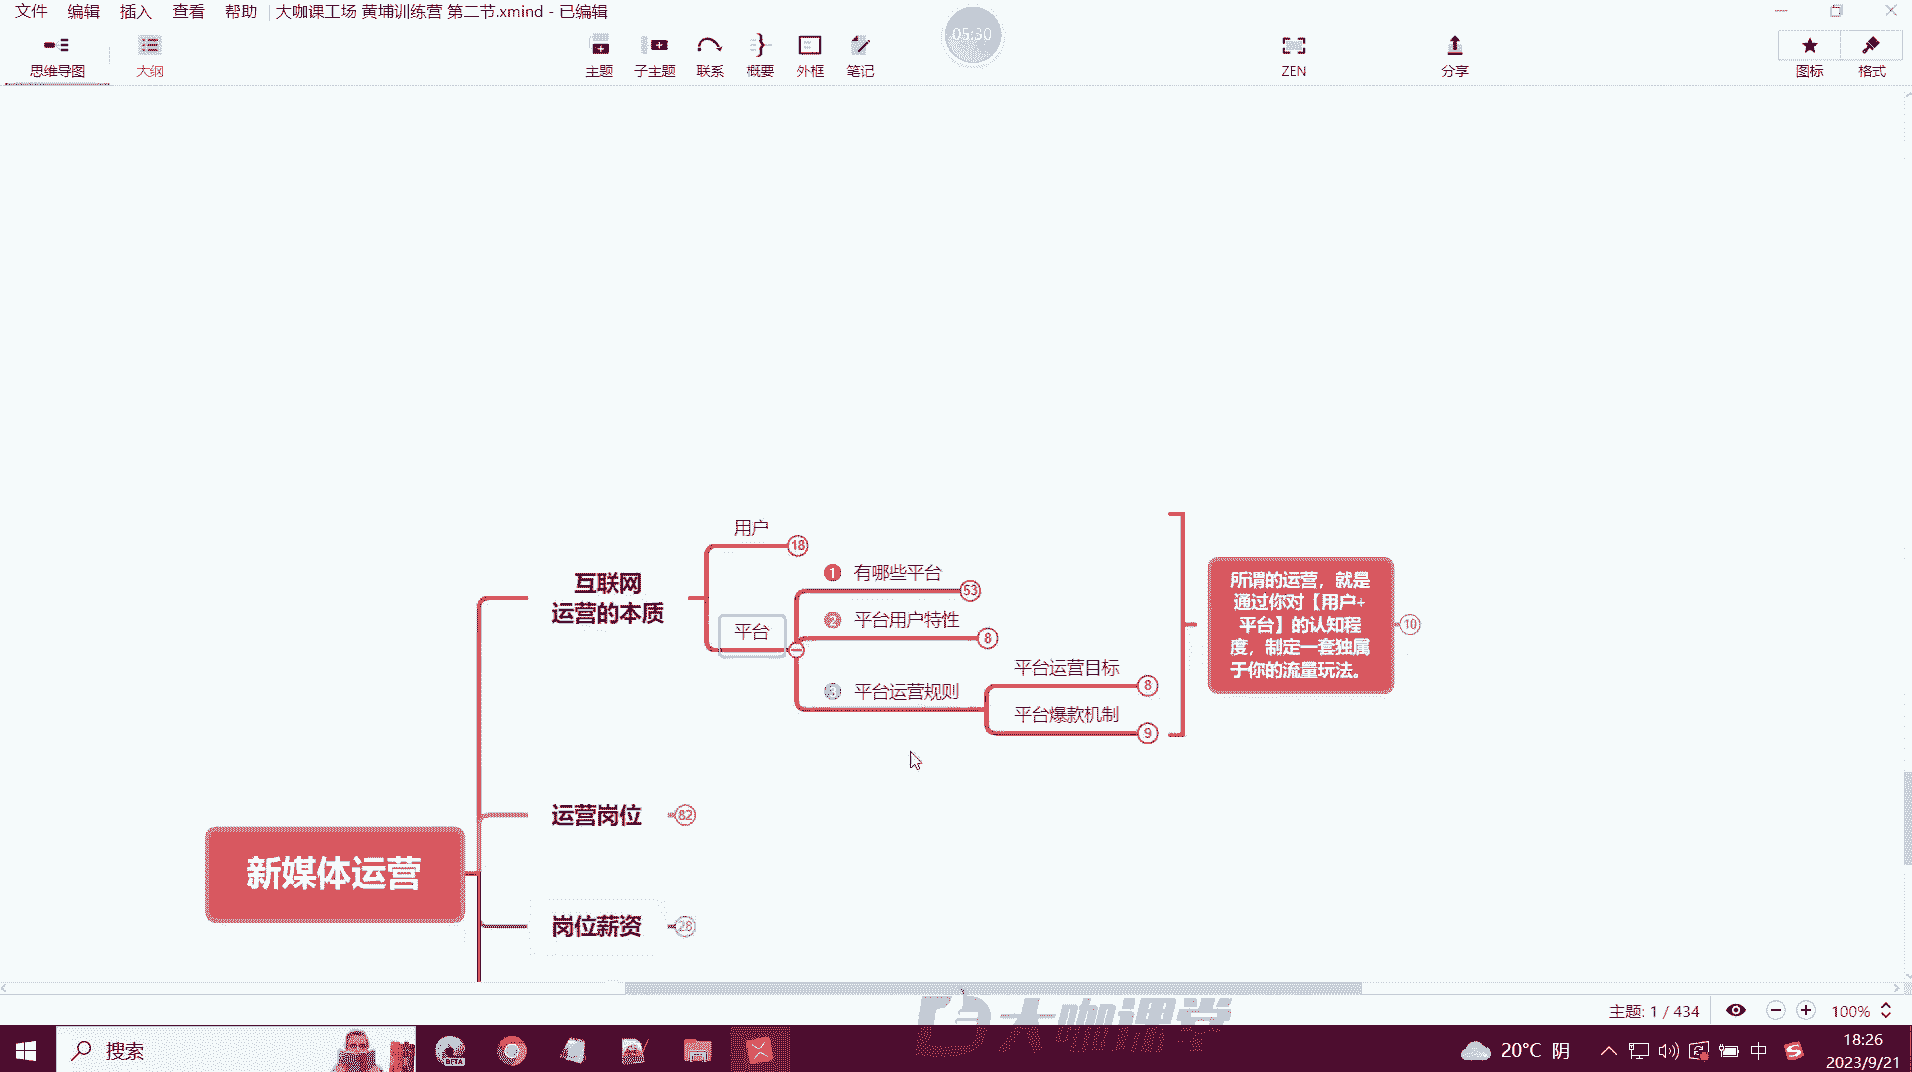 文件 编辑 插入 查看 帮助 大咖课工场 黄埔训练营 第二节.xmind - 已编辑
05:30
思维导图 大纲 主题 子主题 联系 概要 外框 笔记 ZEN 分享 图标 格式
用户
18
1 有哪些平台
53
互联网
运营的本质
2 平台用户特性
8
平台
3 平台运营规则
平台运营目标
8
平台爆款机制
9
所谓的运营，就是
通过你对【用户+
平台】的认知程
度，制定一套独属
于你的流量玩法。
10
运营岗位
82
新媒体运营
岗位薪资
28
大咖课堂
主题: 1 / 434
100%
搜索
BETA
20°C 阴
中
18:26
2023/9/21